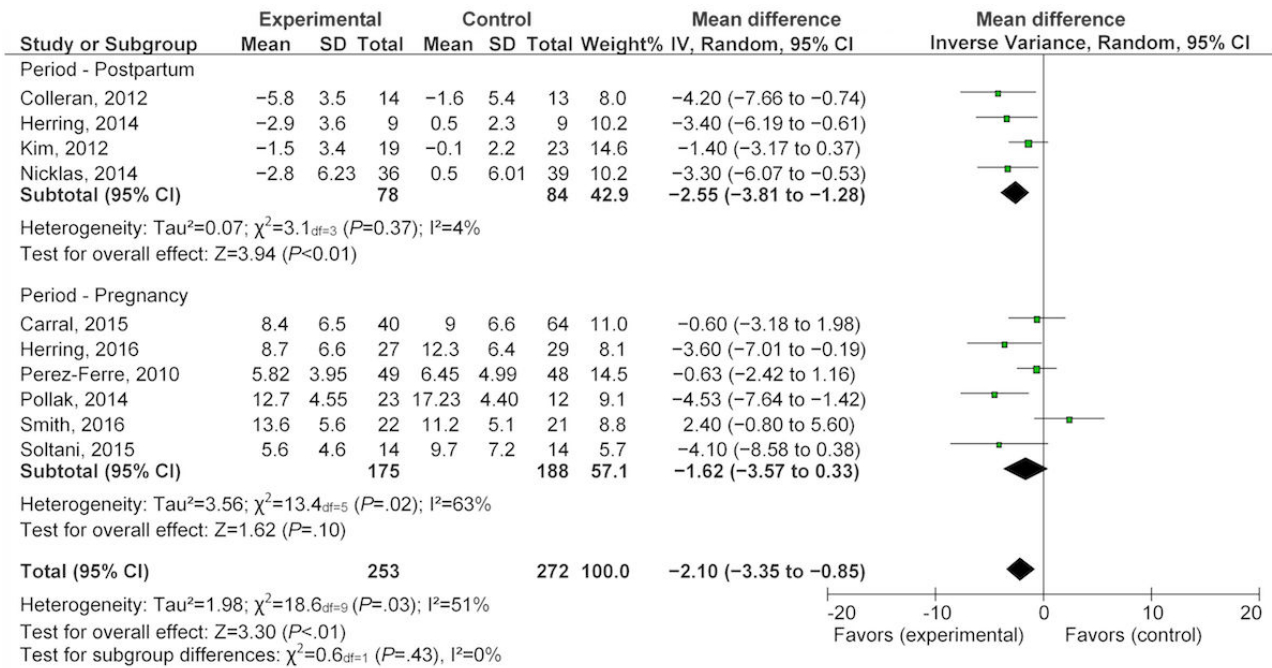 Experimental Control Mean difference Mean difference
Study or Subgroup Mean SD Total Mean SD Total Weight% IV, Random, 95% CI Inverse Variance, Random, 95% CI
Period - Postpartum
Colleran, 2012 −5.8 3.5 14 −1.6 5.4 13 8.0 −4.20 (−7.66 to −0.74)
Herring, 2014 −2.9 3.6 9 0.5 2.3 9 10.2 −3.40 (−6.19 to −0.61)
Kim, 2012 −1.5 3.4 19 −0.1 2.2 23 14.6 −1.40 (−3.17 to 0.37)
Nicklas, 2014 −2.8 6.23 36 0.5 6.01 39 10.2 −3.30 (−6.07 to −0.53)
Subtotal (95% CI) 78 84 42.9 −2.55 (−3.81 to −1.28)
Heterogeneity: Tau²=0.07; χ²=3.1df=3 (P=0.37); I²=4%
Test for overall effect: Z=3.94 (P<0.01)
Period - Pregnancy
Carral, 2015 8.4 6.5 40 9 6.6 64 11.0 −0.60 (−3.18 to 1.98)
Herring, 2016 8.7 6.6 27 12.3 6.4 29 8.1 −3.60 (−7.01 to −0.19)
Perez-Ferre, 2010 5.82 3.95 49 6.45 4.99 48 14.5 −0.63 (−2.42 to 1.16)
Pollak, 2014 12.7 4.55 23 17.23 4.40 12 9.1 −4.53 (−7.64 to −1.42)
Smith, 2016 13.6 5.6 22 11.2 5.1 21 8.8 2.40 (−0.80 to 5.60)
Soltani, 2015 5.6 4.6 14 9.7 7.2 14 5.7 −4.10 (−8.58 to 0.38)
Subtotal (95% CI) 175 188 57.1 −1.62 (−3.57 to 0.33)
Heterogeneity: Tau²=3.56; χ²=13.4df=5 (P=.02); I²=63%
Test for overall effect: Z=1.62 (P=.10)
Total (95% CI) 253 272 100.0 −2.10 (−3.35 to −0.85)
Heterogeneity: Tau²=1.98; χ²=18.6df=9 (P=.03); I²=51%
Test for overall effect: Z=3.30 (P<.01)
Test for subgroup differences: χ²=0.6df=1 (P=.43), I²=0%
-20 -10 0 10 20
Favors (experimental) Favors (control)